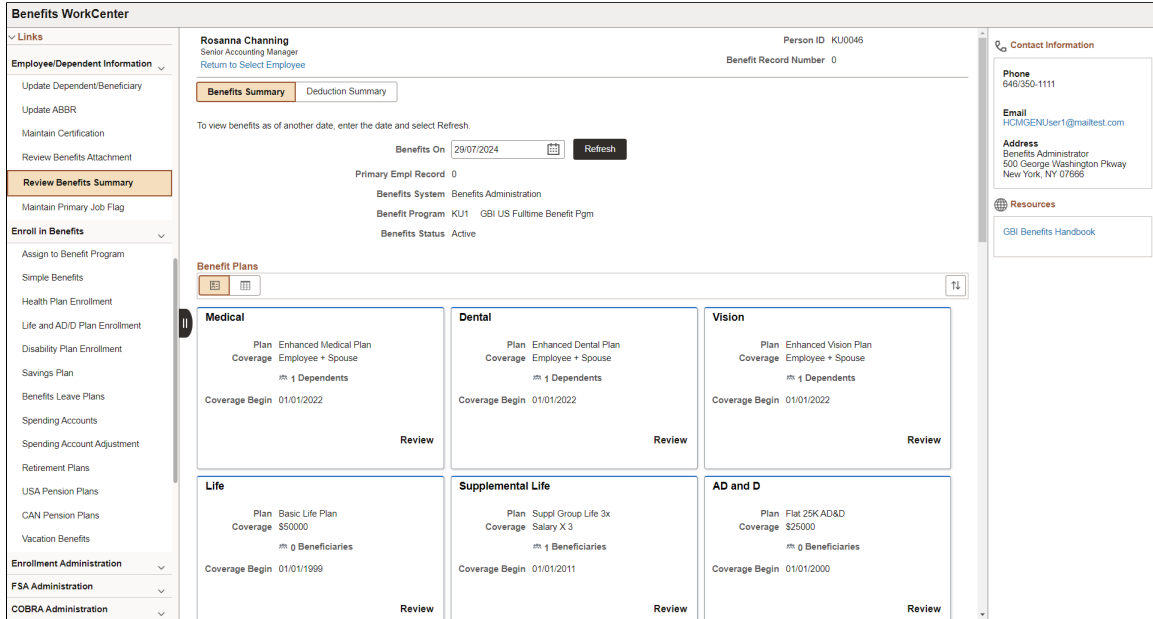 Benefits WorkCenter
Links
Employee/Dependent Information
Update Dependent/Beneficiary
Update ABBR
Maintain Certification
Review Benefits Attachment
Review Benefits Summary
Maintain Primary Job Flag
Enroll in Benefits
Assign to Benefit Program
Simple Benefits
Health Plan Enrollment
Life and AD/D Plan Enrollment
Disability Plan Enrollment
Savings Plan
Benefits Leave Plans
Spending Accounts
Spending Account Adjustment
Retirement Plans
USA Pension Plans
CAN Pension Plans
Vacation Benefits
Enrollment Administration
FSA Administration
COBRA Administration
Rosanna Channing
Senior Accounting Manager
Return to Select Employee
Person ID KU0046
Benefit Record Number 0
Benefits Summary
Deduction Summary
To view benefits as of another date, enter the date and select Refresh.
Benefits On 29/07/2024 Refresh
Primary Empl Record 0
Benefits System Benefits Administration
Benefit Program KU1 GBI US Fulltime Benefit Pgm
Benefits Status Active
Benefit Plans
Medical
Plan Enhanced Medical Plan
Coverage Employee + Spouse
1 Dependents
Coverage Begin 01/01/2022
Review
Dental
Plan Enhanced Dental Plan
Coverage Employee + Spouse
1 Dependents
Coverage Begin 01/01/2022
Review
Vision
Plan Enhanced Vision Plan
Coverage Employee + Spouse
1 Dependents
Coverage Begin 01/01/2022
Review
Life
Plan Basic Life Plan
Coverage $50000
0 Beneficiaries
Coverage Begin 01/01/1999
Review
Supplemental Life
Plan Suppl Group Life 3x
Coverage Salary X 3
1 Beneficiaries
Coverage Begin 01/01/2011
Review
AD and D
Plan Flat 25K AD&D
Coverage $25000
0 Beneficiaries
Coverage Begin 01/01/2000
Review
Contact Information
Phone
646/350-1111
Email
HCMGENUser1@mailtest.com
Address
Benefits Administrator
500 George Washington Pkway
New York, NY 07666
Resources
GBI Benefits Handbook